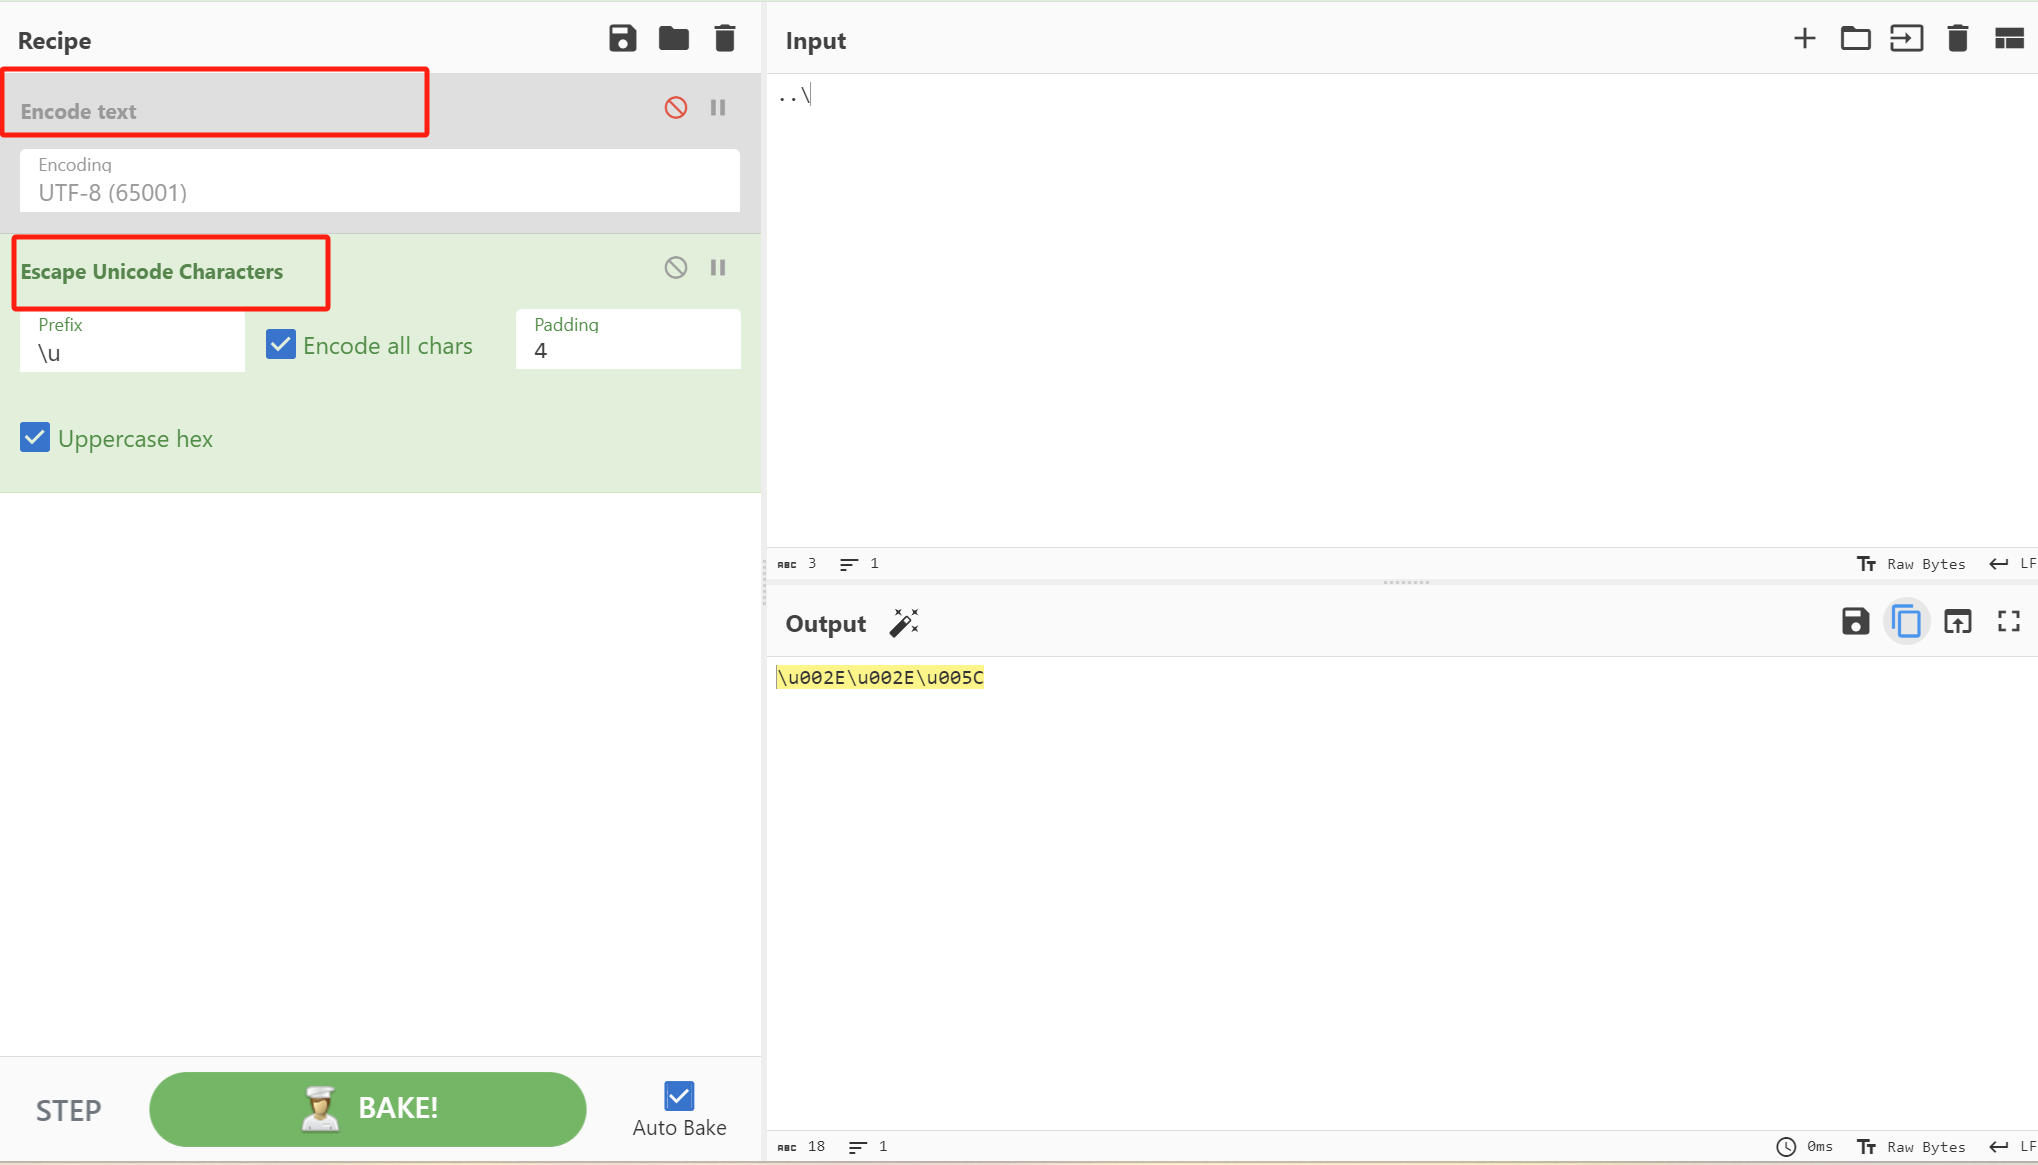 Recipe
Encode text
Encoding
UTF-8 (65001)
Escape Unicode Characters
Prefix
\u
Encode all chars
Padding
4
Uppercase hex
STEP
BAKE!
Auto Bake
Input
..\
ABC 3 1
Raw Bytes LF
Output
\u002E\u002E\u005C
ABC 18 1
0ms Raw Bytes LF